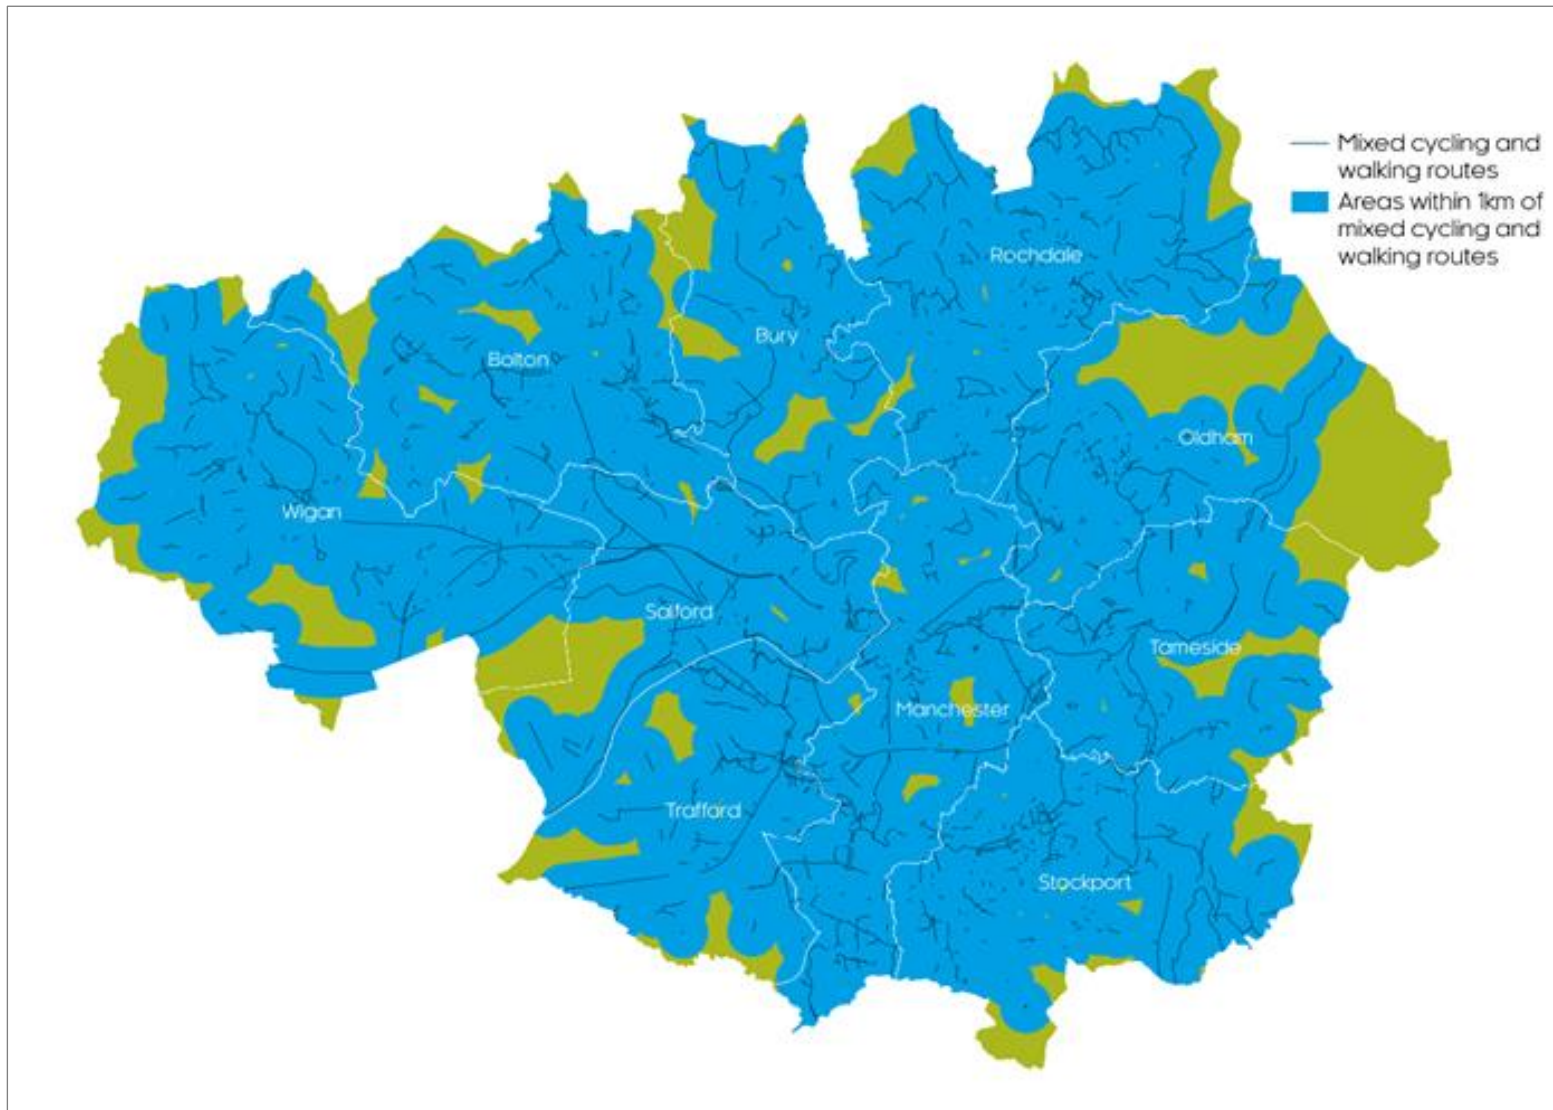 Mixed cycling and
walking routes
Areas within 1km of
mixed cycling and
walking routes
Rochdale
Bury
Bolton
Oldham
Wigan
Salford
Tameside
Manchester
Trafford
Stockport